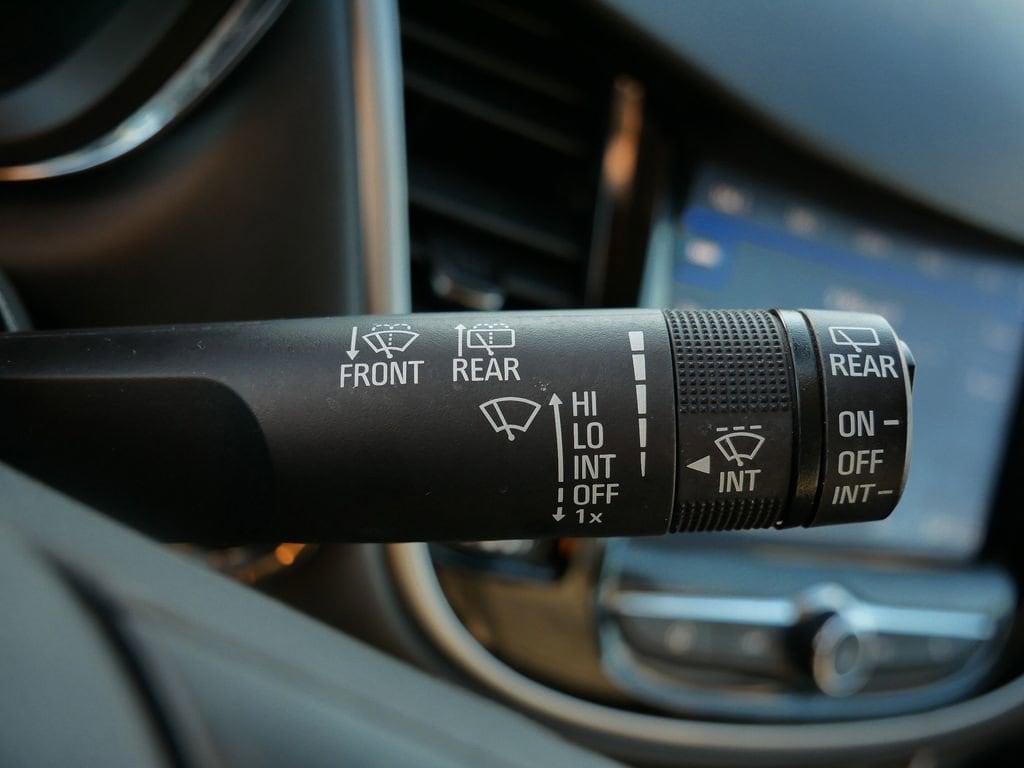 FRONT
REAR
HI
LO
INT
OFF
1x
INT
REAR
ON
OFF
INT